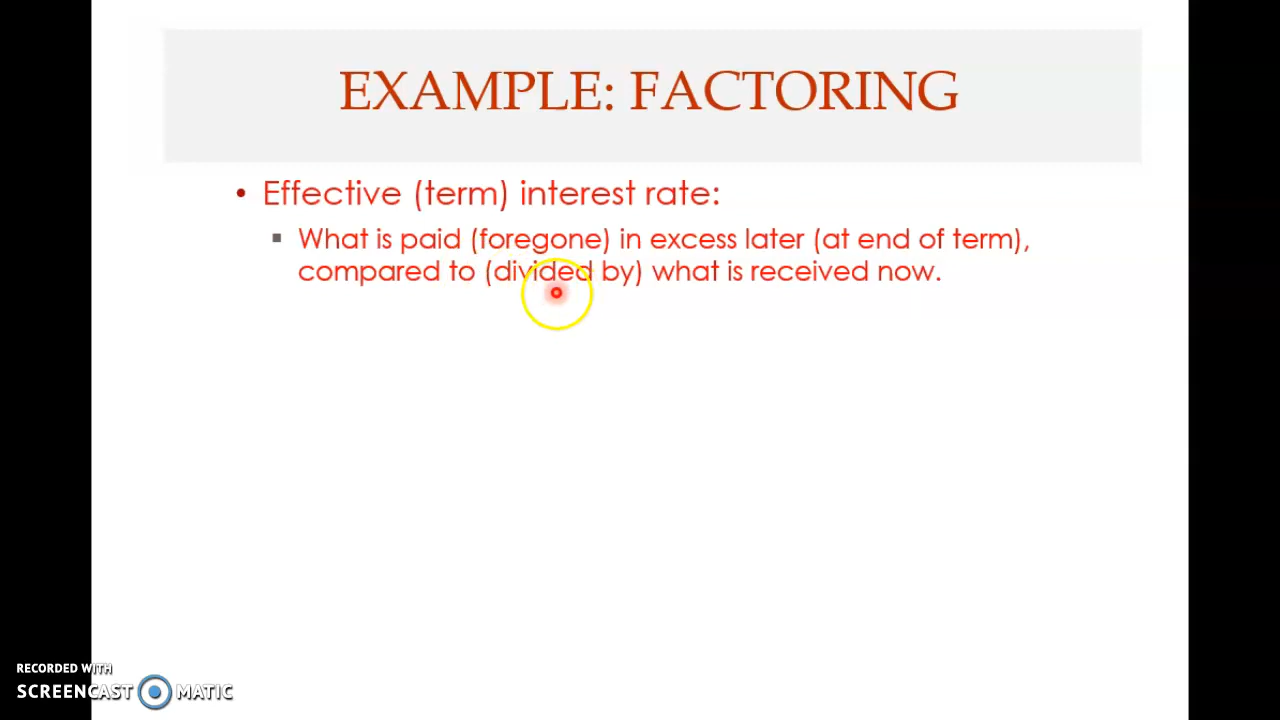 EXAMPLE: FACTORING
• Effective (term) interest rate:
▪ What is paid (foregone) in excess later (at end of term),
compared to (divided by) what is received now.
RECORDED WITH
SCREENCAST MATIC